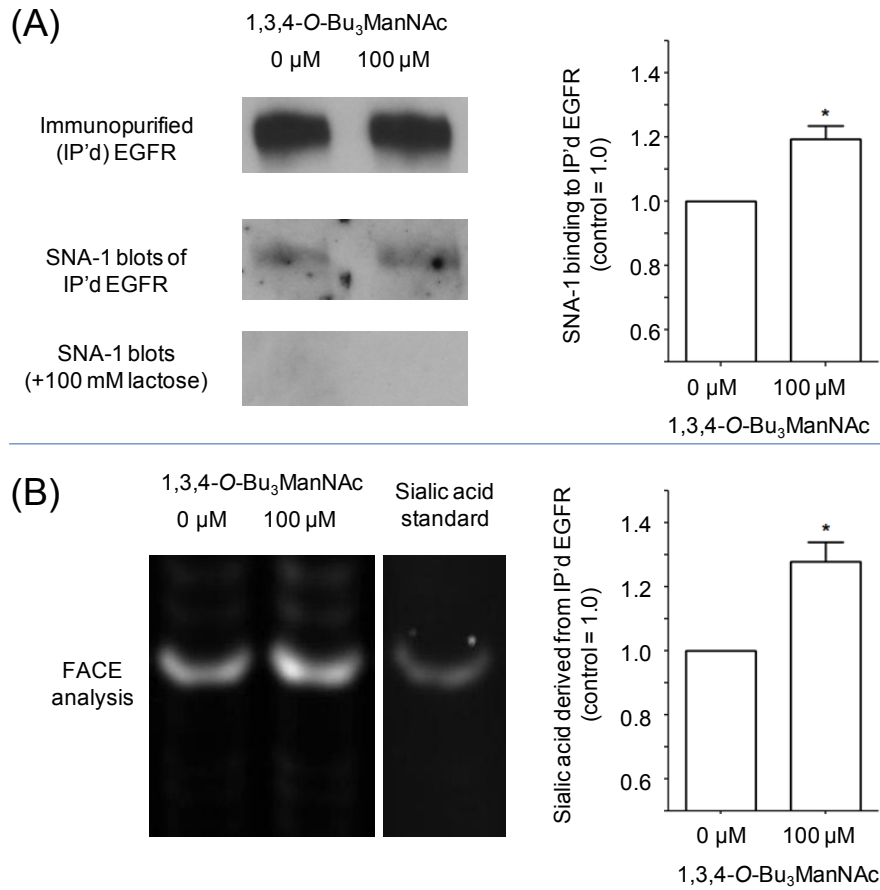 (A)
1,3,4-O-Bu₃ManNAc
0 µM 100 µM
Immunopurified
(IP'd) EGFR
SNA-1 blots of
IP'd EGFR
SNA-1 blots
(+100 mM lactose)
SNA-1 binding to IP'd EGFR
(control = 1.0)
1.4
1.2
1.0
0.8
0.6
*
0 µM 100 µM
1,3,4-O-Bu₃ManNAc
(B)
1,3,4-O-Bu₃ManNAc
0 µM 100 µM
Sialic acid
standard
FACE
analysis
Sialic acid derived from IP'd EGFR
(control = 1.0)
1.4
1.2
1.0
0.8
0.6
*
0 µM 100 µM
1,3,4-O-Bu₃ManNAc